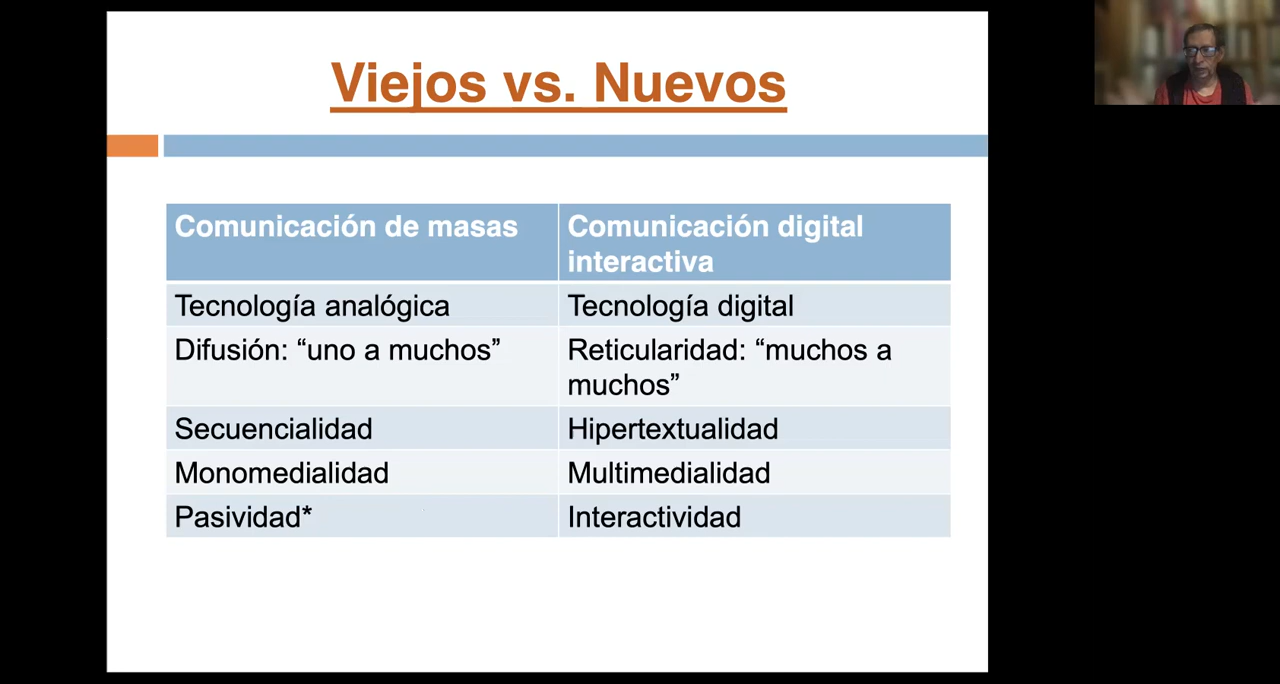 Viejos vs. Nuevos
Comunicación de masas
Comunicación digital
interactiva
Tecnología analógica
Tecnología digital
Difusión: “uno a muchos”
Reticularidad: “muchos a
muchos”
Secuencialidad
Hipertextualidad
Monomedialidad
Multimedialidad
Pasividad*
Interactividad